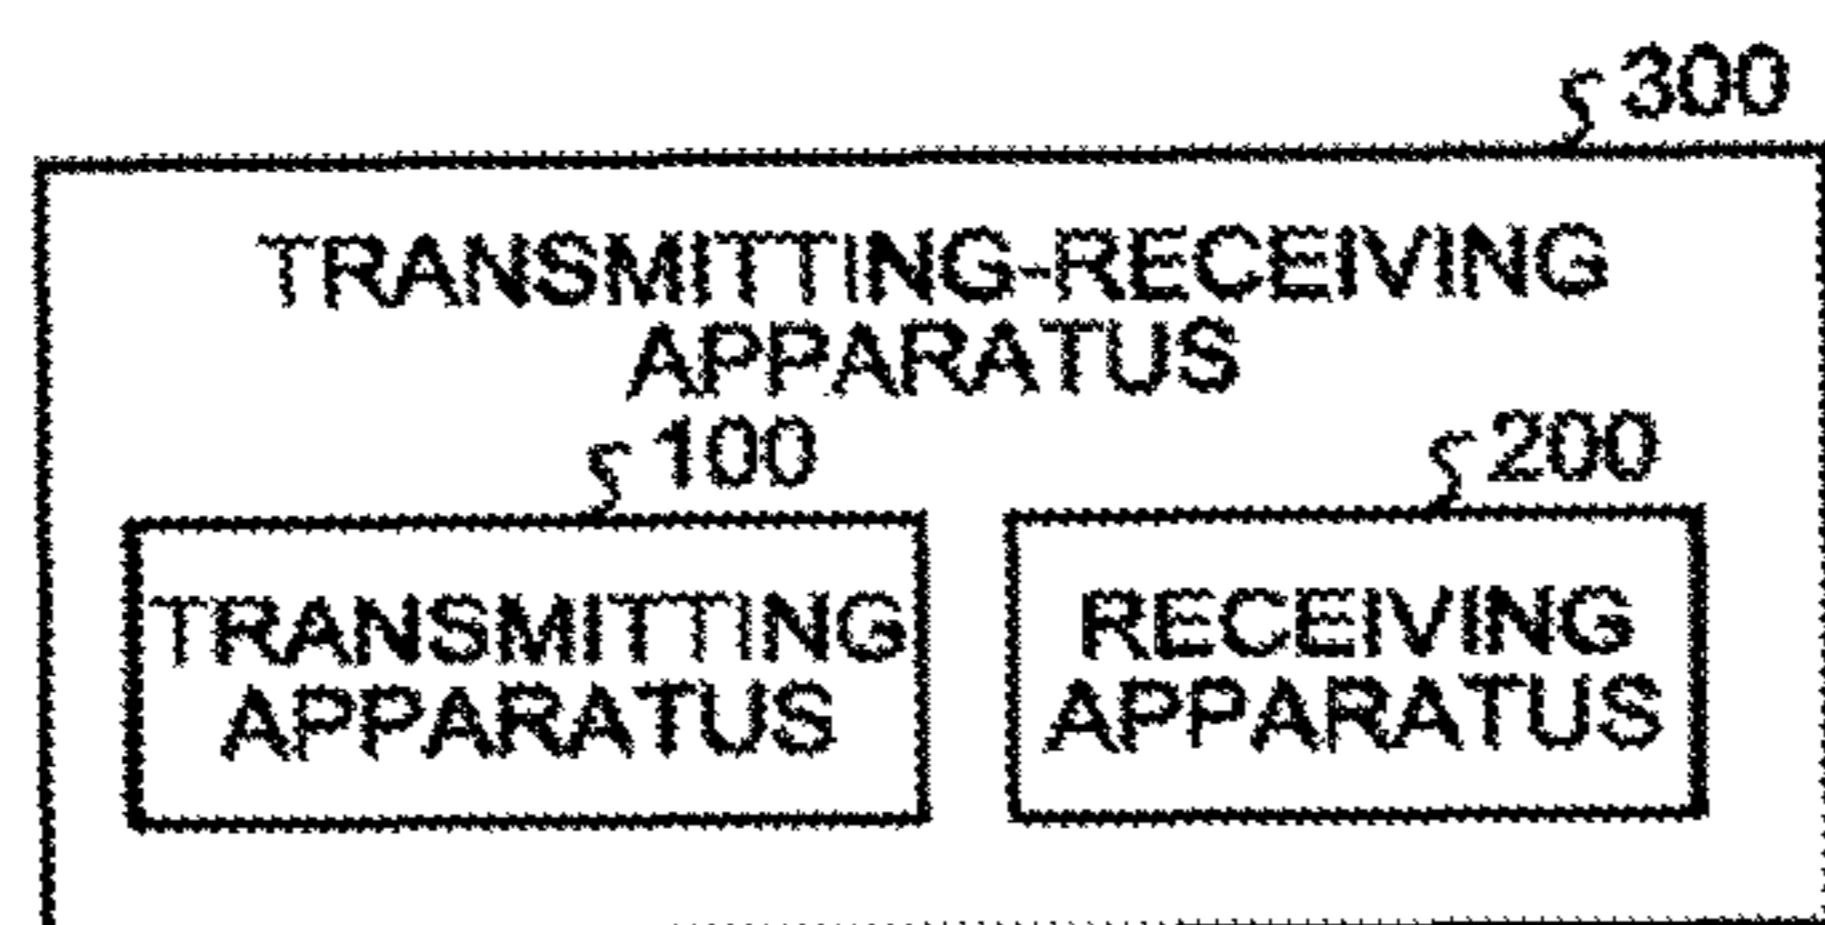 300
TRANSMITTING-RECEIVING
APPARATUS
100
200
TRANSMITTING
APPARATUS
RECEIVING
APPARATUS